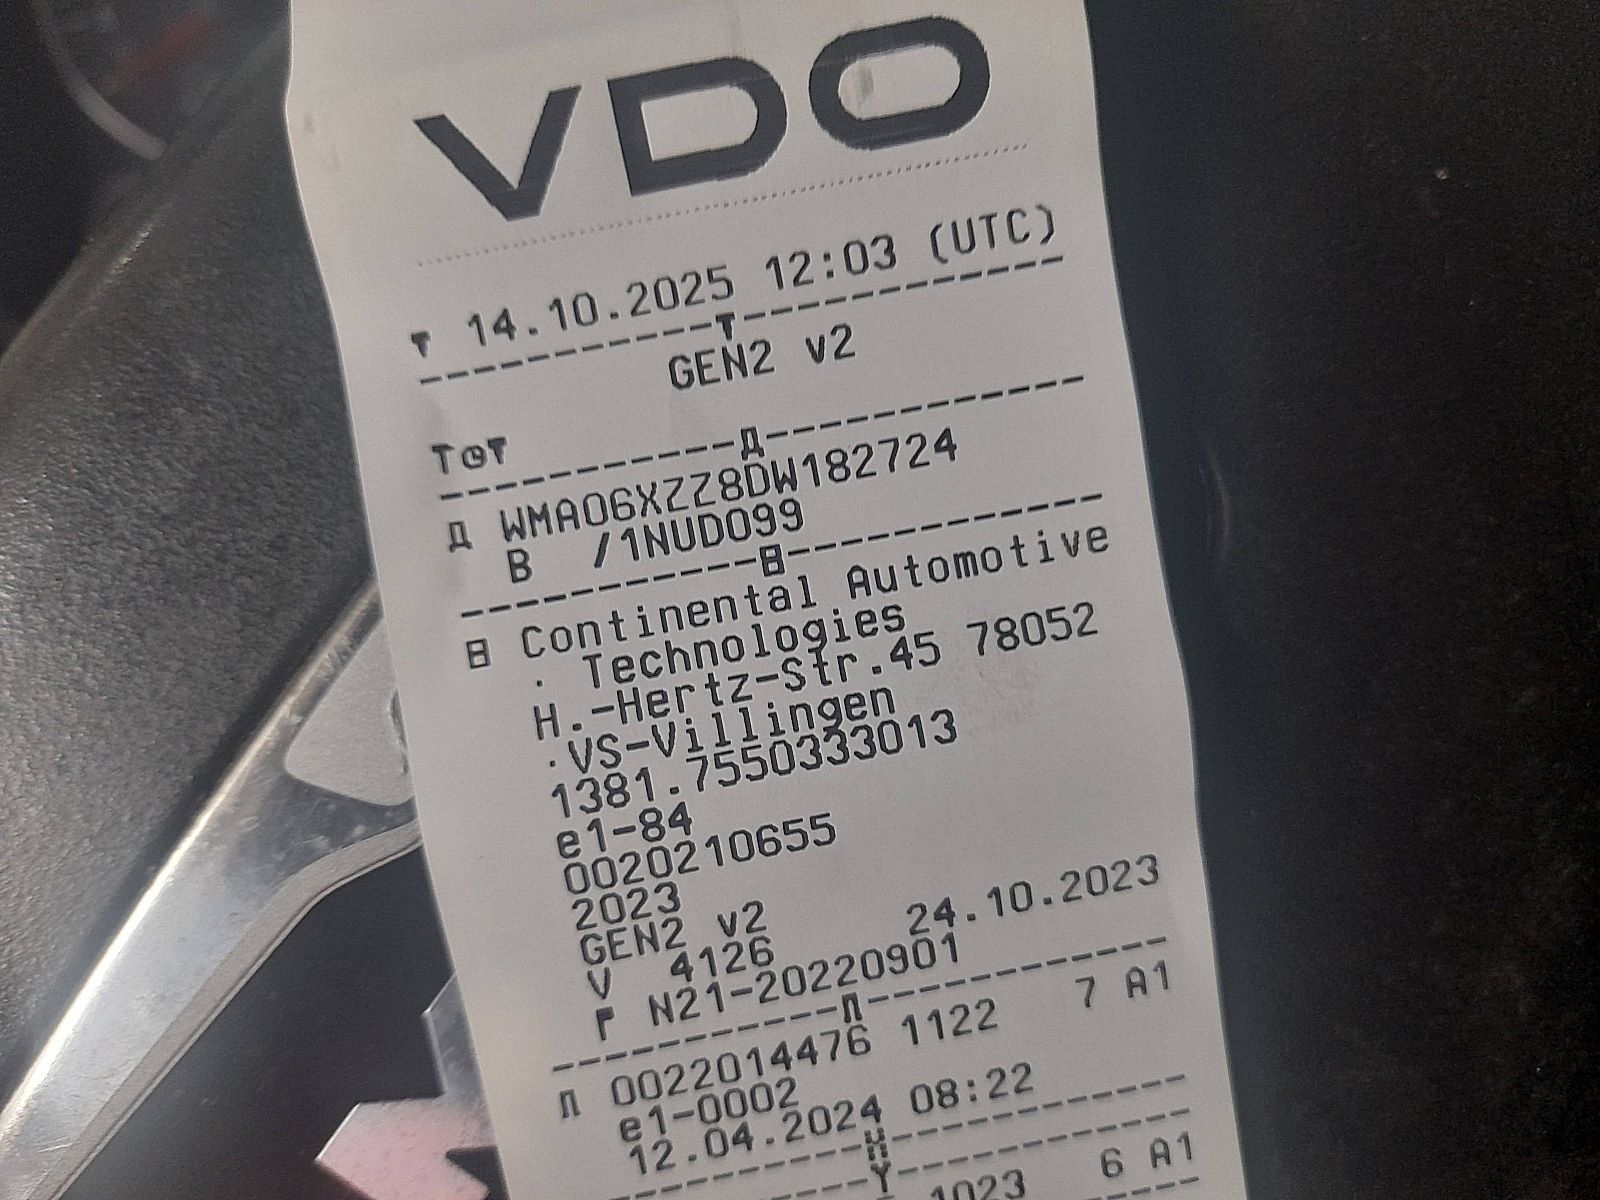 VDO
14.10.2025 12:03 (UTC)
GEN2 v2
WMA06XZZ8DW182724
B /1NUD099
Continental Automotive
. Technologies
H.-Hertz-Str.45 78052
.VS-Villingen
1381.7550333013
e1-84
0020210655
2023
GEN2 v2 24.10.2023
V 4126
N21-20220901
0022014476 1122 7 A1
e1-0002
12.04.2024 08:22
1023 6 A1